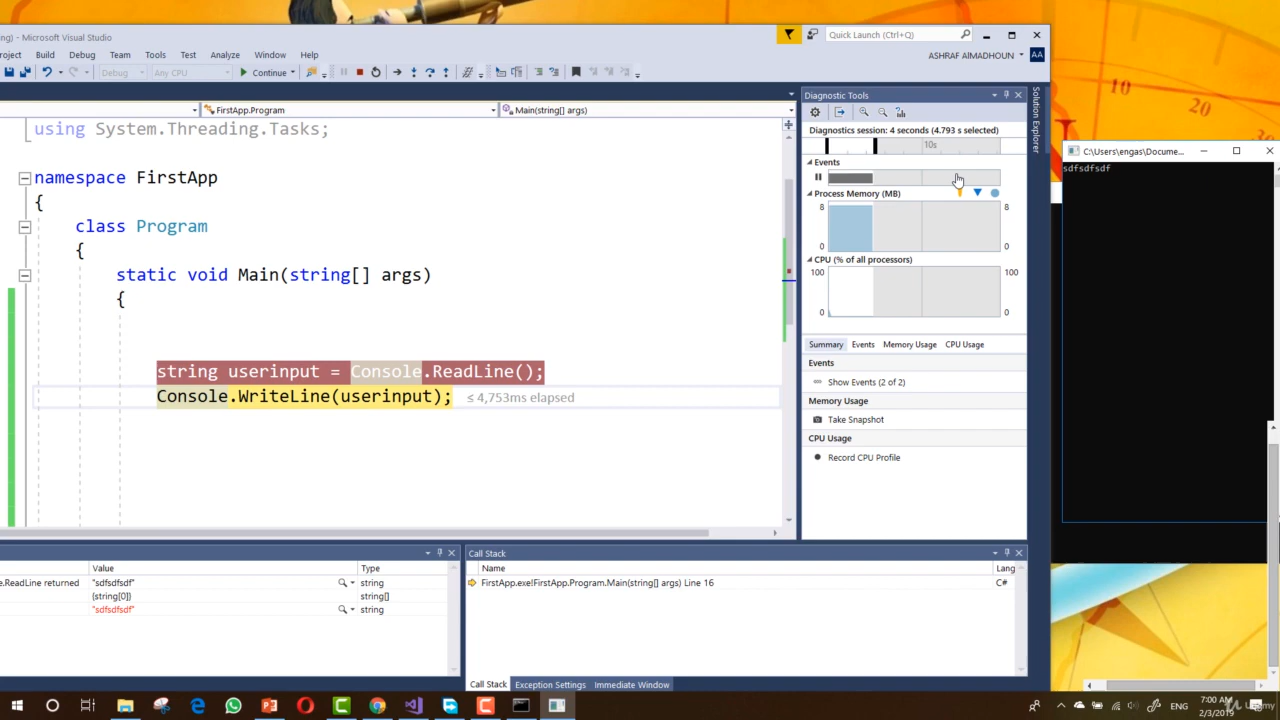 ng) - Microsoft Visual Studio
Quick Launch (Ctrl+Q)
roject Build Debug Team Tools Test Analyze Window Help
ASHRAF AlMADHOUN AA
Debug Any CPU Continue
FirstApp.Program Main(string[] args)
using System.Threading.Tasks;
namespace FirstApp
{
class Program
{
static void Main(string[] args)
{
string userinput = Console.ReadLine();
Console.WriteLine(userinput); ≤ 4,753ms elapsed
Diagnostic Tools
Diagnostics session: 4 seconds (4.793 s selected)
10s
Events
Process Memory (MB)
8 8
0 0
CPU (% of all processors)
100 100
0 0
Summary Events Memory Usage CPU Usage
Events
Show Events (2 of 2)
Memory Usage
Take Snapshot
CPU Usage
Record CPU Profile
Solution Explorer
10
20
C:\Users\engas\Docume...
sdfsdfsdf
Value Type
e.ReadLine returned "sdfsdfsdf" string
{string[0]} string[]
"sdfsdfsdf" string
Call Stack
Name Lang
FirstApp.exe!FirstApp.Program.Main(string[] args) Line 16 C#
Call Stack Exception Settings Immediate Window
ENG
7:00 AM
2/3/2019
Udemy